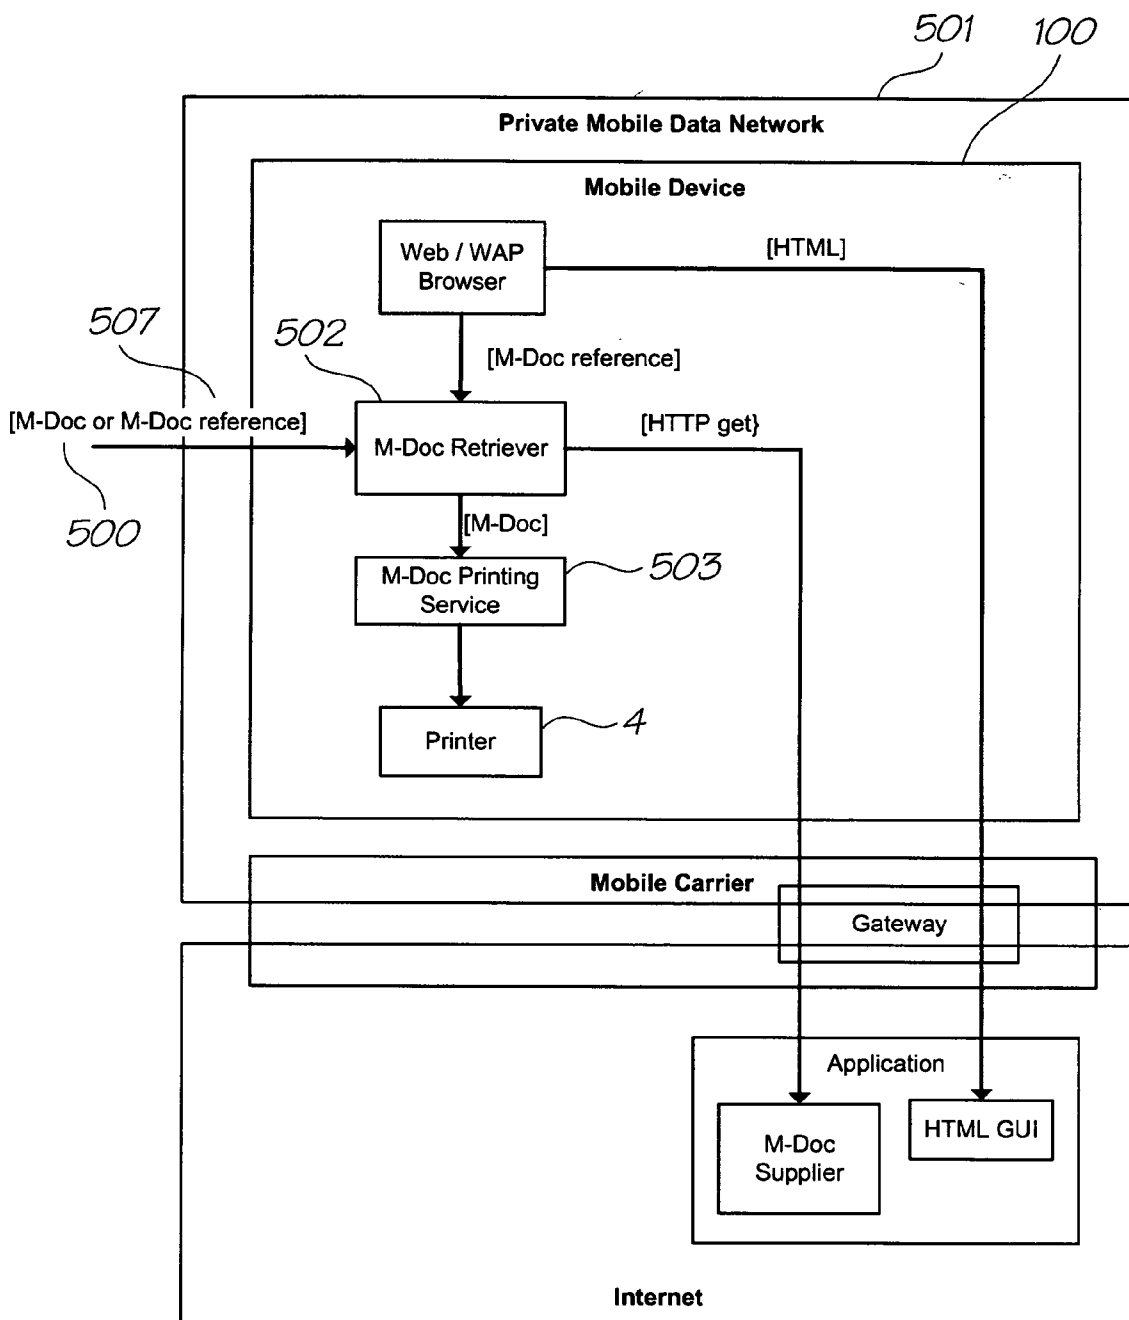 501
100
Private Mobile Data Network
Mobile Device
Web / WAP
Browser
[HTML]
507
502
[M-Doc reference]
[M-Doc or M-Doc reference]
M-Doc Retriever
[HTTP get}
500
[M-Doc]
M-Doc Printing
Service
503
Printer
4
Mobile Carrier
Gateway
Application
M-Doc
Supplier
HTML GUI
Internet